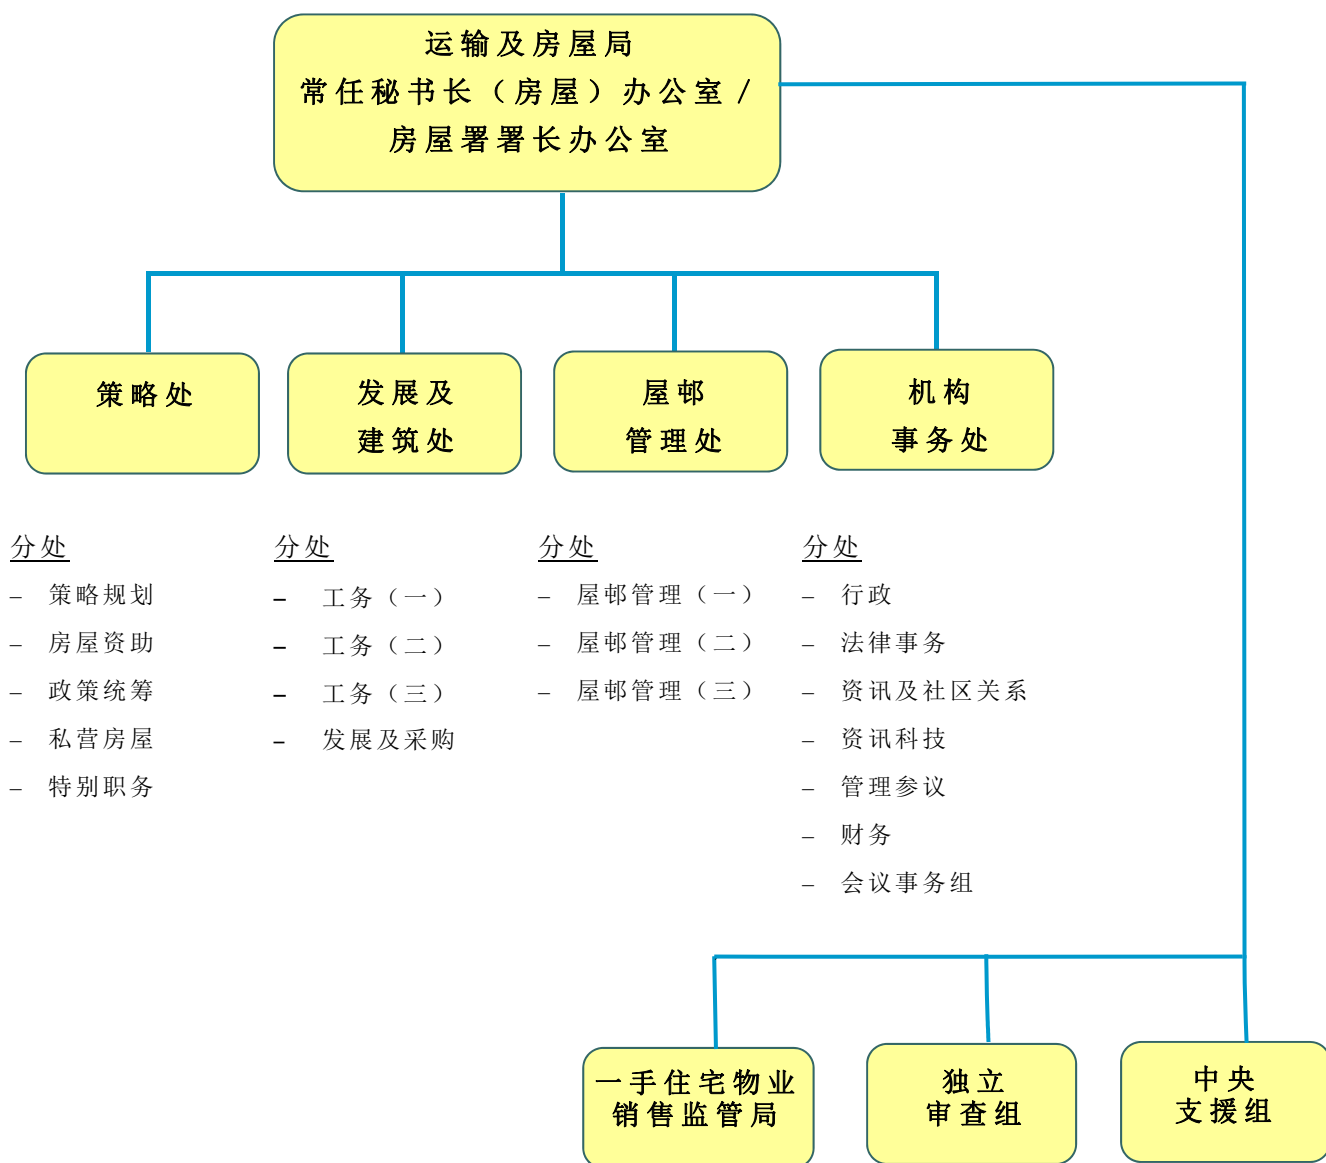 运输及房屋局
常任秘书长（房屋）办公室 /
房屋署署长办公室
策略处
发展及
建筑处
屋邨
管理处
机构
事务处
分处
– 策略规划
– 房屋资助
– 政策统筹
– 私营房屋
– 特别职务
分处
– 工务（一）
– 工务（二）
– 工务（三）
– 发展及采购
分处
– 屋邨管理（一）
– 屋邨管理（二）
– 屋邨管理（三）
分处
– 行政
– 法律事务
– 资讯及社区关系
– 资讯科技
– 管理参议
– 财务
– 会议事务组
一手住宅物业
销售监管局
独立
审查组
中央
支援组